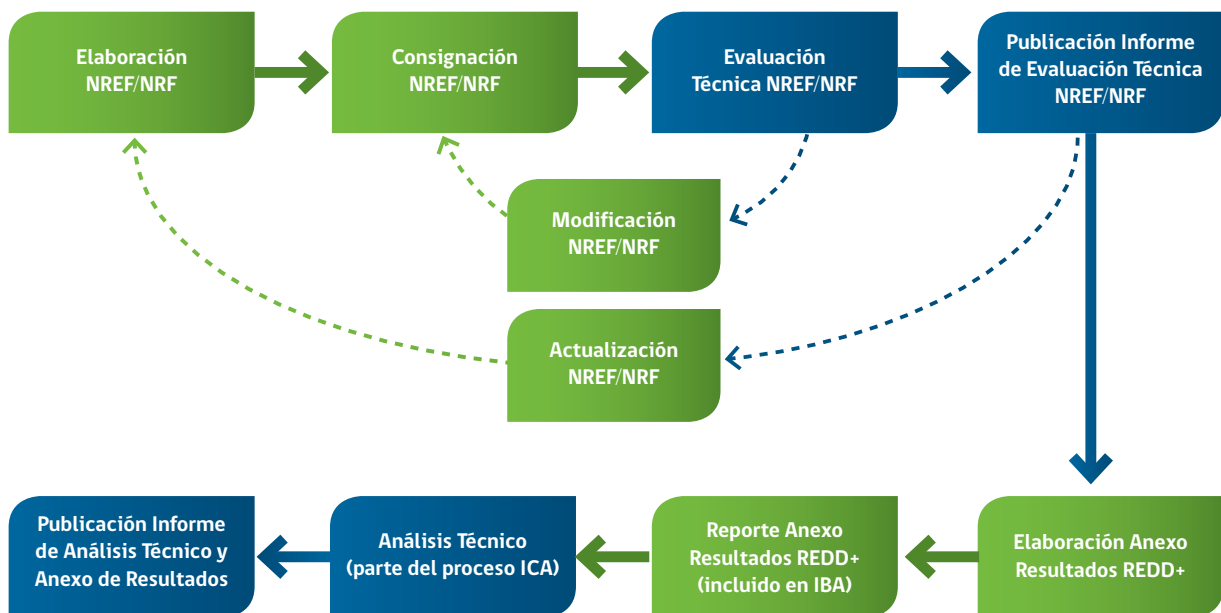 Elaboración
NREF/NRF
Consignación
NREF/NRF
Evaluación
Técnica NREF/NRF
Publicación Informe
de Evaluación Técnica
NREF/NRF
Modificación
NREF/NRF
Actualización
NREF/NRF
Publicación Informe
de Análisis Técnico y
Anexo de Resultados
Análisis Técnico
(parte del proceso ICA)
Reporte Anexo
Resultados REDD+
(incluido en IBA)
Elaboración Anexo
Resultados REDD+